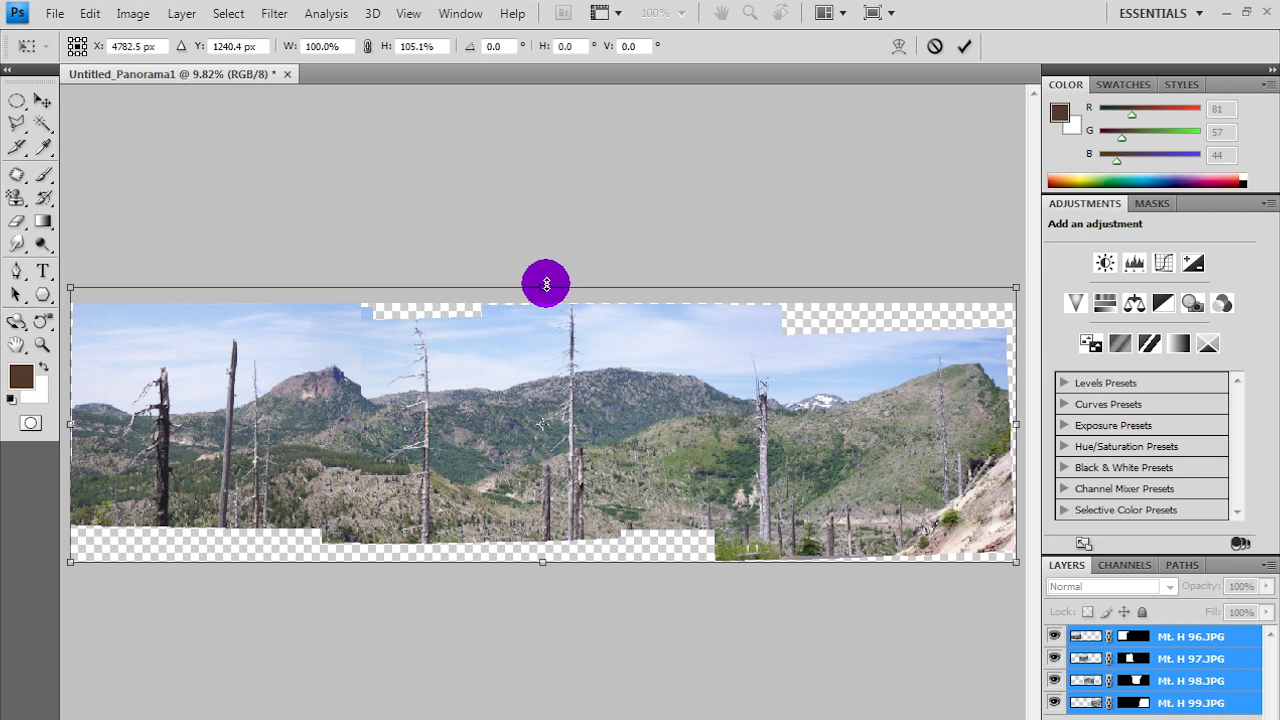 Ps File Edit Image Layer Select Filter Analysis 3D View Window Help Br 100% ESSENTIALS
X: 4782.5 px Y: 1240.4 px W: 100.0% H: 105.1% 0.0 ° H: 0.0 ° V: 0.0 °
Untitled_Panorama1 @ 9.82% (RGB/8) *
COLOR SWATCHES STYLES
R 81
G 57
B 44
ADJUSTMENTS MASKS
Add an adjustment
Levels Presets
Curves Presets
Exposure Presets
Hue/Saturation Presets
Black & White Presets
Channel Mixer Presets
Selective Color Presets
T
LAYERS CHANNELS PATHS
Normal Opacity: 100%
Lock: Fill: 100%
Mt. H 96.JPG
Mt. H 97.JPG
Mt. H 98.JPG
Mt. H 99.JPG